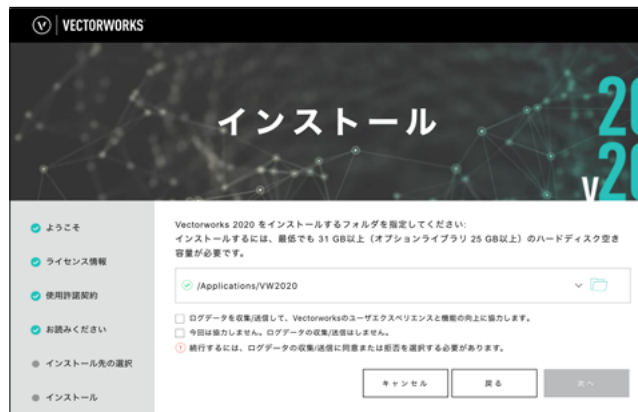 VECTORWORKS
インストール
20
V20
ようこそ
ライセンス情報
使用許諾契約
お読みください
インストール先の選択
インストール
Vectorworks 2020 をインストールするフォルダを指定してください:
インストールするには、最低でも 31 GB以上（オプションライブラリ 25 GB以上）のハードディスク空き
容量が必要です。
/Applications/VW2020
ログデータを収集/送信して、Vectorworksのユーザエクスペリエンスと機能の向上に協力します。
今回は協力しません。ログデータの収集/送信はしません。
続行するには、ログデータの収集/送信に同意または拒否を選択する必要があります。
キャンセル
戻る
次へ